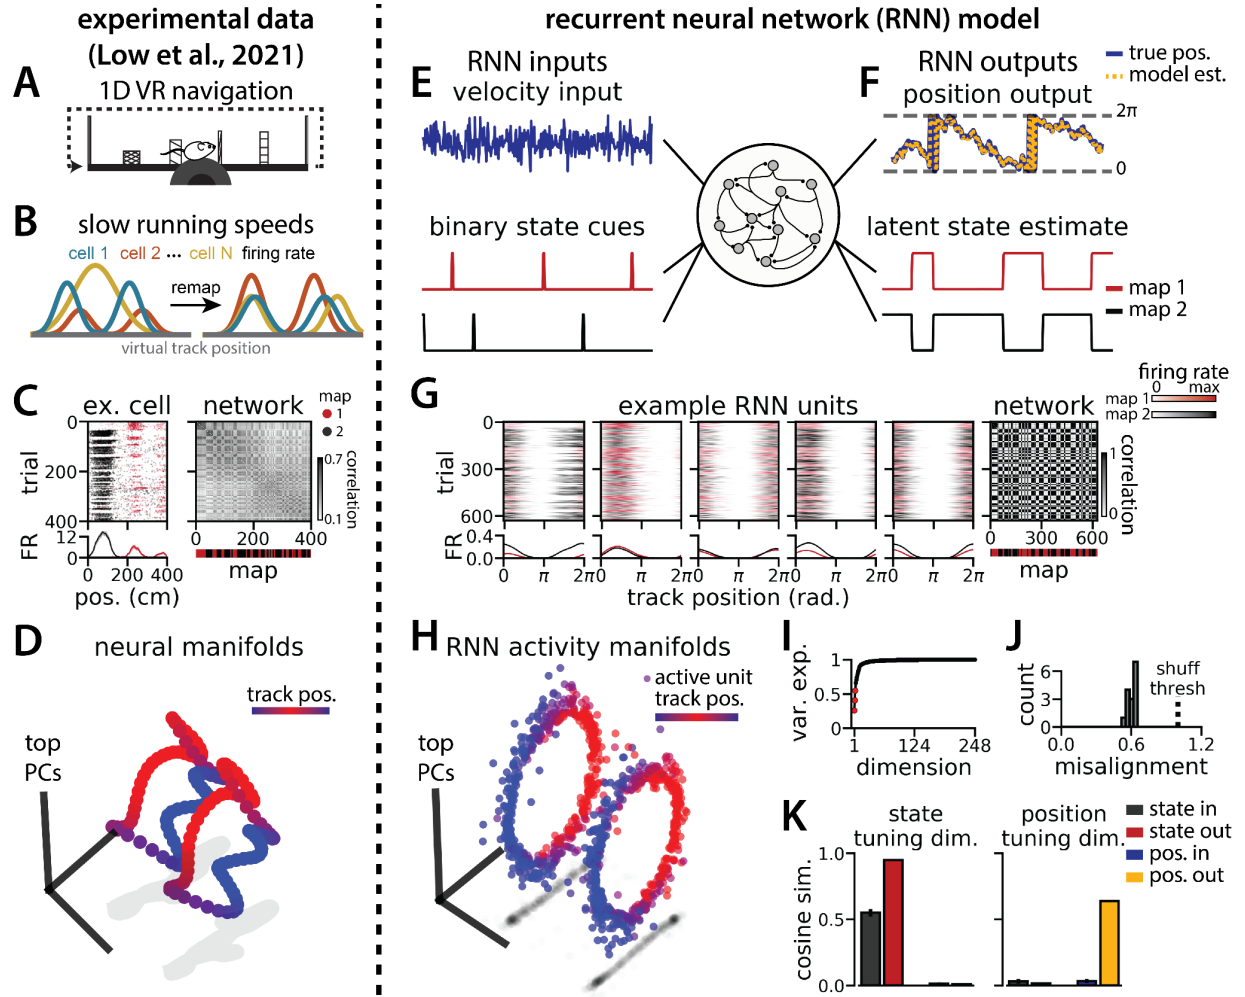 experimental data
(Low et al., 2021)
recurrent neural network (RNN) model
A
1D VR navigation
B
slow running speeds
cell 1 cell 2 ... cell N firing rate
remap
virtual track position
C
ex. cell
network
map
1
2
trial
0
200
400
0.7
0.1
correlation
FR
12
0
0 200 400
pos. (cm)
0 200 400
map
D
neural manifolds
track pos.
top
PCs
E
RNN inputs
velocity input
binary state cues
F
RNN outputs
position output
true pos.
model est.
2π
0
latent state estimate
map 1
map 2
G
example RNN units
network
firing rate
0 max
map 1
map 2
trial
0
300
600
1
0
correlation
FR
0.4
0.0
0 π 2π
0 π 2π
0 π 2π
0 π 2π
0 π 2π
track position (rad.)
0 300 600
map
H
RNN activity manifolds
active unit
track pos.
top
PCs
I
var. exp.
1
0.5
0
1 124 248
dimension
J
count
6
3
0
shuff
thresh
0.0 0.6 1.2
misalignment
K
state
tuning dim.
position
tuning dim.
state in
state out
pos. in
pos. out
cosine sim.
1.0
0.5
0.0